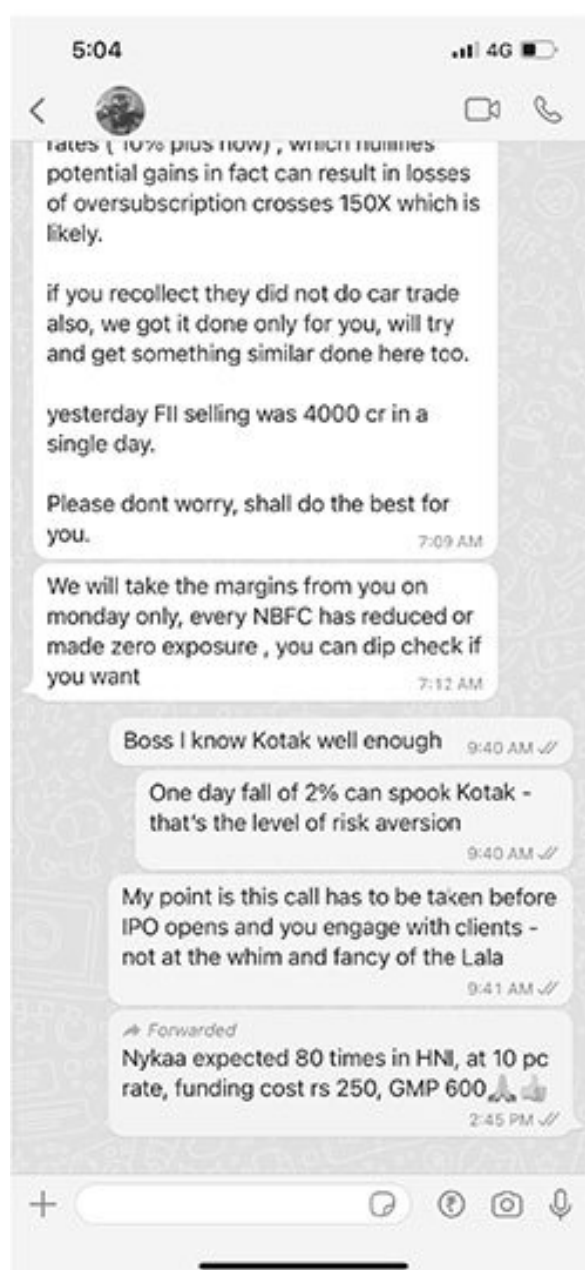 5:04
4G
rates ( 10% plus now) , which nullifies
potential gains in fact can result in losses
of oversubscription crosses 150X which is
likely.
if you recollect they did not do car trade
also, we got it done only for you, will try
and get something similar done here too.
yesterday FII selling was 4000 cr in a
single day.
Please dont worry, shall do the best for
you.
7:09 AM
We will take the margins from you on
monday only, every NBFC has reduced or
made zero exposure , you can dip check if
you want
7:12 AM
Boss I know Kotak well enough
9:40 AM
One day fall of 2% can spook Kotak -
that's the level of risk aversion
9:40 AM
My point is this call has to be taken before
IPO opens and you engage with clients -
not at the whim and fancy of the Lala
9:41 AM
Forwarded
Nykaa expected 80 times in HNI, at 10 pc
rate, funding cost rs 250, GMP 600🙏👍
2:45 PM